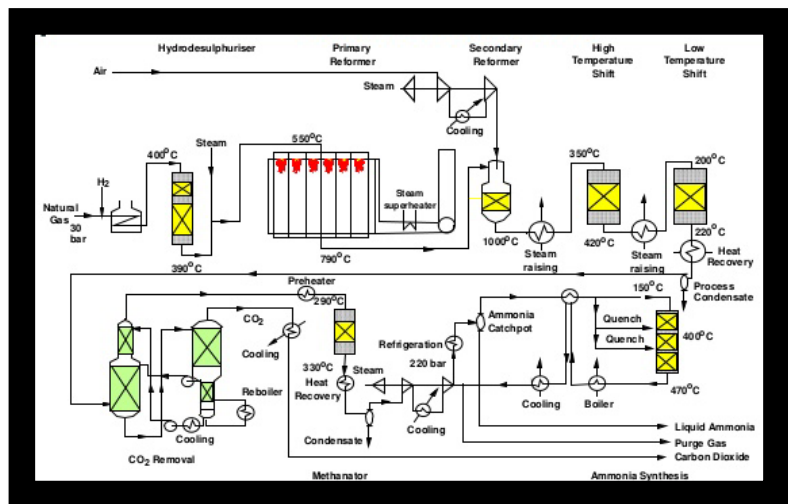 Hydrodesulphuriser
Primary
Reformer
Secondary
Reformer
High
Temperature
Shift
Low
Temperature
Shift
Air
Steam
Cooling
Steam
400°C
H2
Natural
Gas
30
bar
390°C
550°C
Steam
superheater
790°C
1000°C
Steam
raising
350°C
420°C
Steam
raising
200°C
220°C
Heat
Recovery
Process
Condensate
Preheater
290°C
CO2
Cooling
Reboiler
Cooling
CO2 Removal
330°C
Heat
Recovery
Steam
Condensate
Cooling
Methanator
Refrigeration
220 bar
Ammonia
Catchpot
Quench
Quench
150°C
400°C
470°C
Cooling
Boiler
Liquid Ammonia
Purge Gas
Carbon Dioxide
Ammonia Synthesis